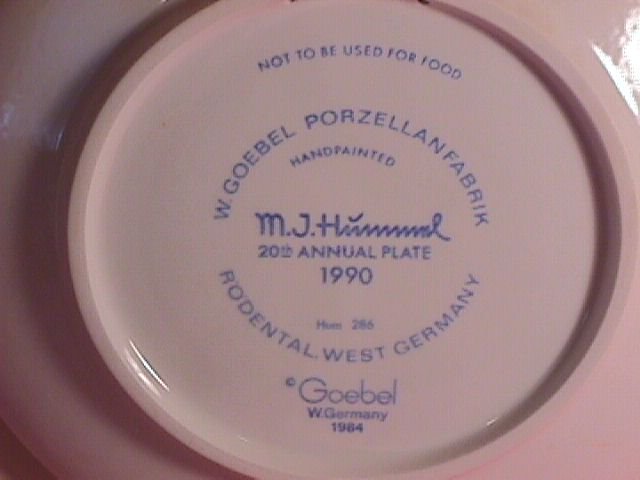 NOT TO BE USED FOR FOOD
W. GOEBEL PORZELLANFABRIK
HANDPAINTED
M.J. Hummel
20th ANNUAL PLATE
1990
Hum 286
RODENTAL, WEST GERMANY
© Goebel
W. Germany
1984